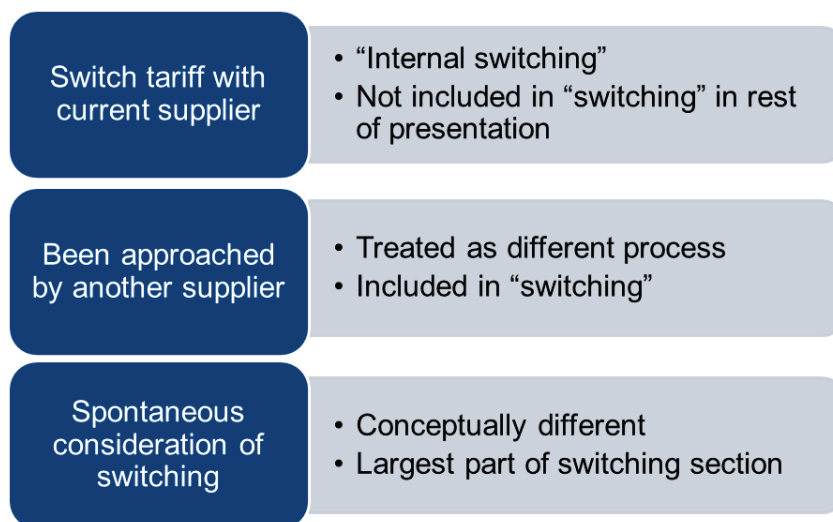 Switch tariff with
current supplier
• “Internal switching”
• Not included in “switching” in rest
of presentation
Been approached
by another supplier
• Treated as different process
• Included in “switching”
Spontaneous
consideration of
switching
• Conceptually different
• Largest part of switching section